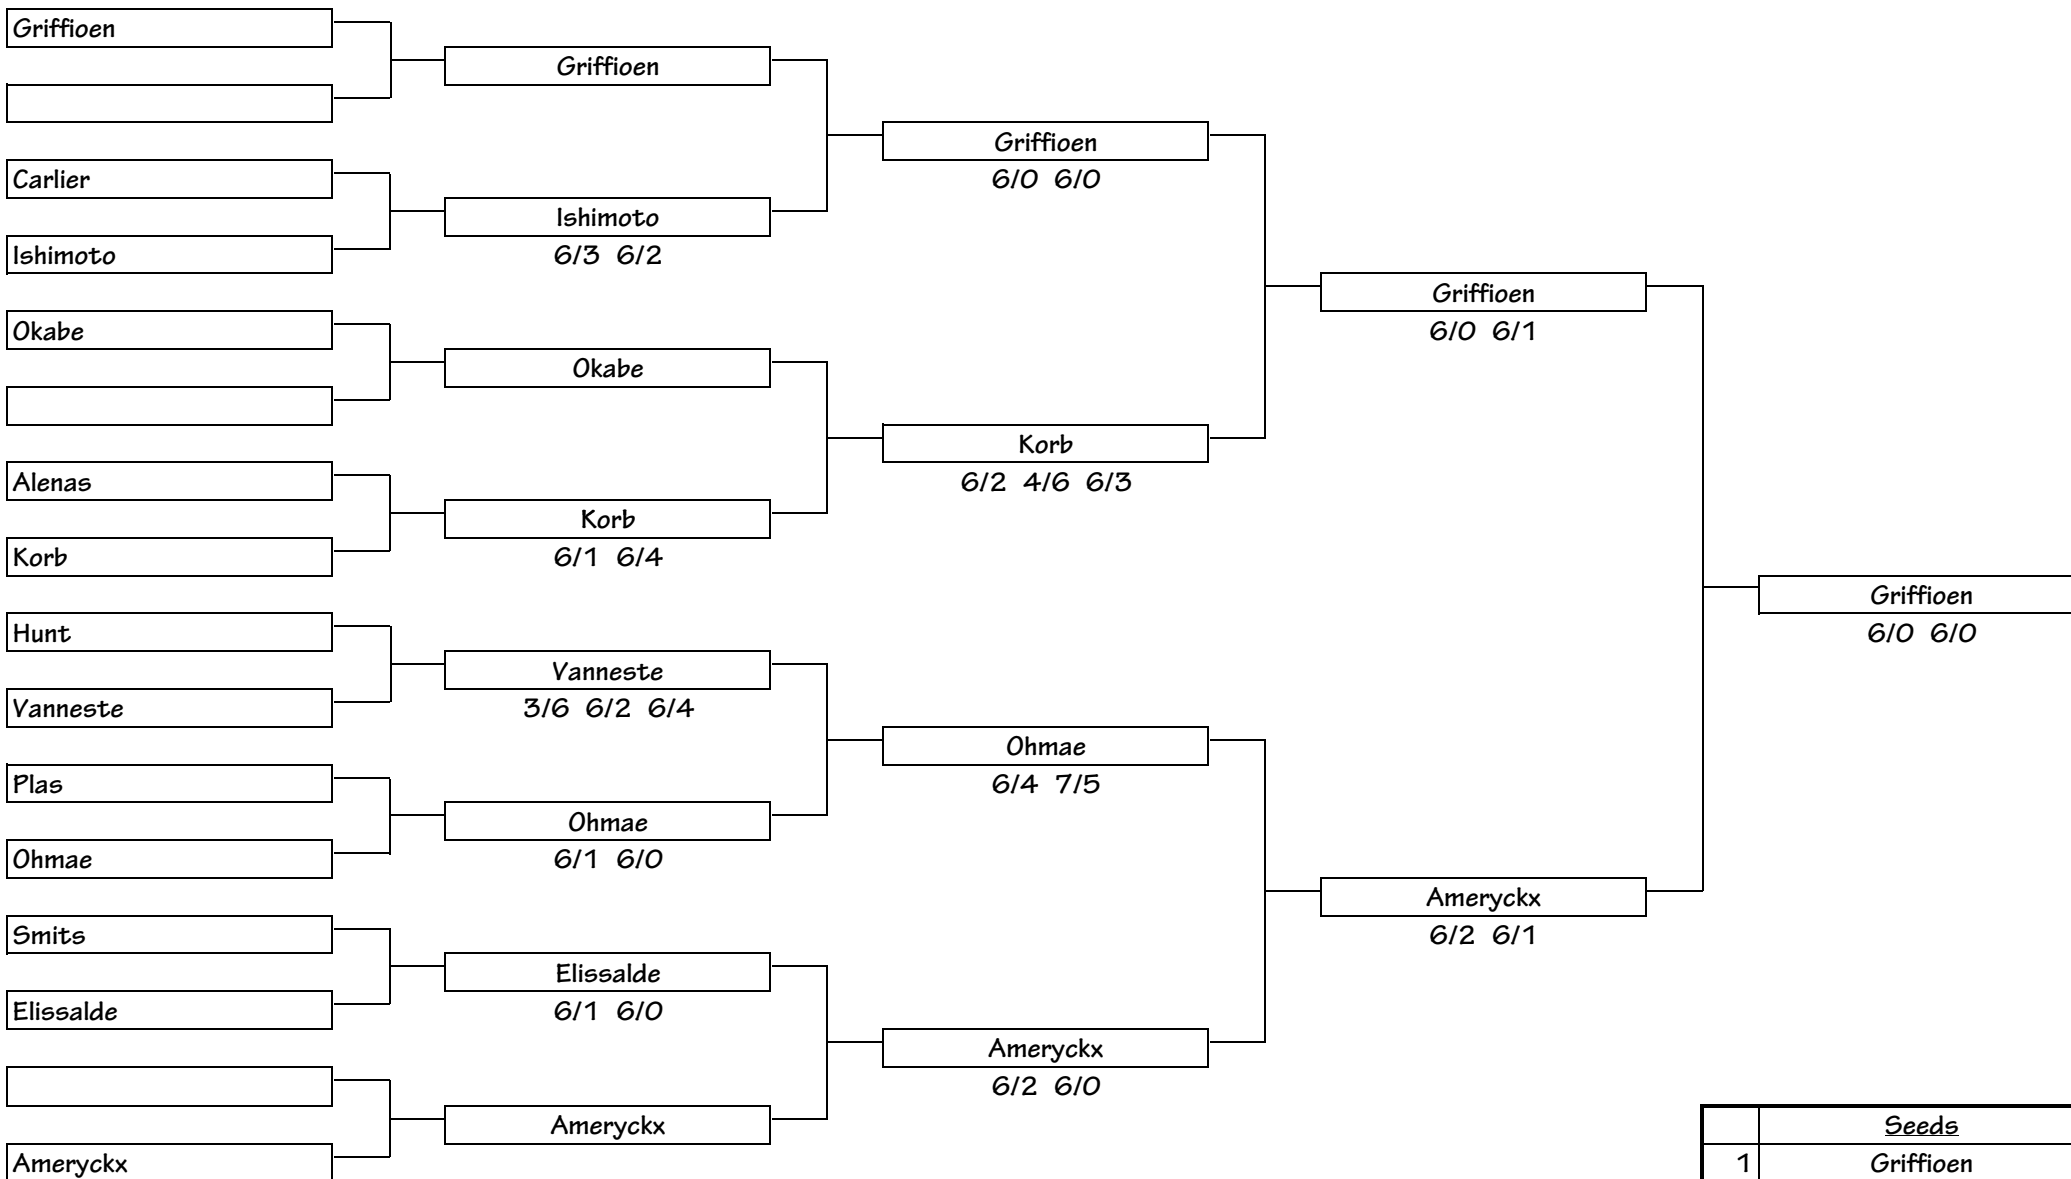 Griffioen
Griffioen
Griffioen
Carlier
6/0 6/0
Ishimoto
Ishimoto
6/3 6/2
Griffioen
Okabe
6/0 6/1
Okabe
Korb
Alenas
6/2 4/6 6/3
Korb
Korb
6/1 6/4
Griffioen
Hunt
6/0 6/0
Vanneste
Vanneste
3/6 6/2 6/4
Ohmae
Plas
6/4 7/5
Ohmae
Ohmae
6/1 6/0
Ameryckx
Smits
6/2 6/1
Elissalde
Elissalde
6/1 6/0
Ameryckx
6/2 6/0
Ameryckx
Seeds
Ameryckx
1 Griffioen